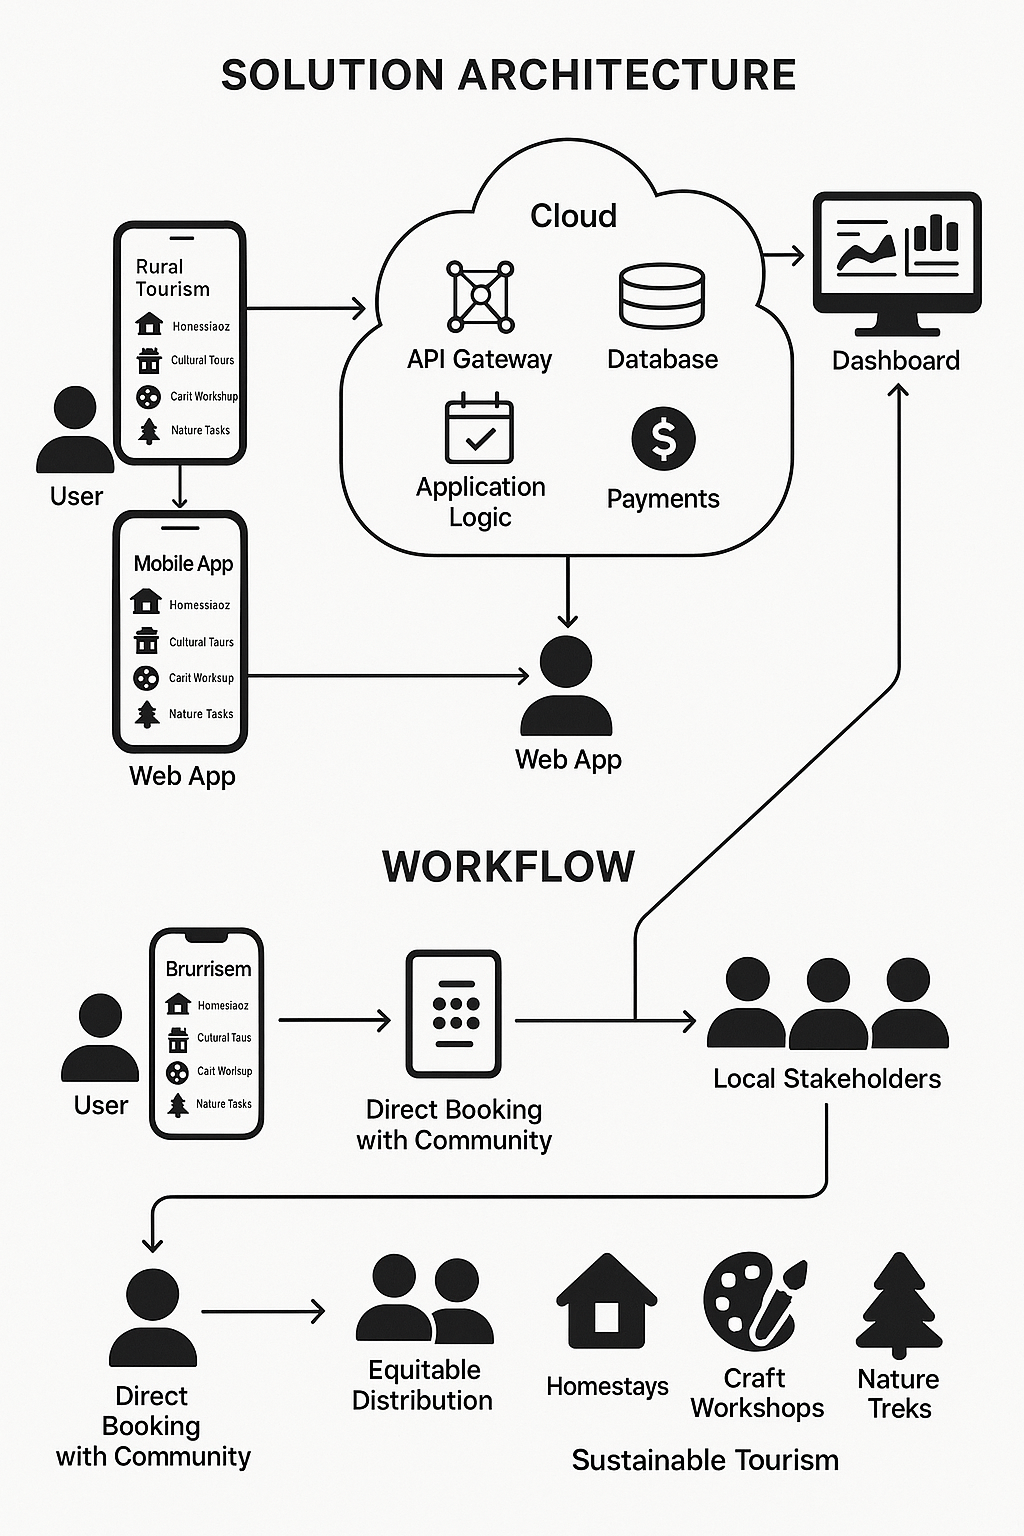 SOLUTION ARCHITECTURE
Rural
Tourism
Honessiaoz
Cultural Tours
Carit Workshup
Nature Tasks
User
Cloud
API Gateway
Database
Application
Logic
Payments
Dashboard
Mobile App
Homessiaoz
Cultural Taurs
Carit Worksup
Nature Tasks
Web App
Web App
WORKFLOW
User
Brurrisem
Homesiaoz
Cutural Taus
Cait Worlsup
Nature Tasks
Direct Booking
with Community
Local Stakeholders
Direct
Booking
with Community
Equitable
Distribution
Homestays
Craft
Workshops
Nature
Treks
Sustainable Tourism